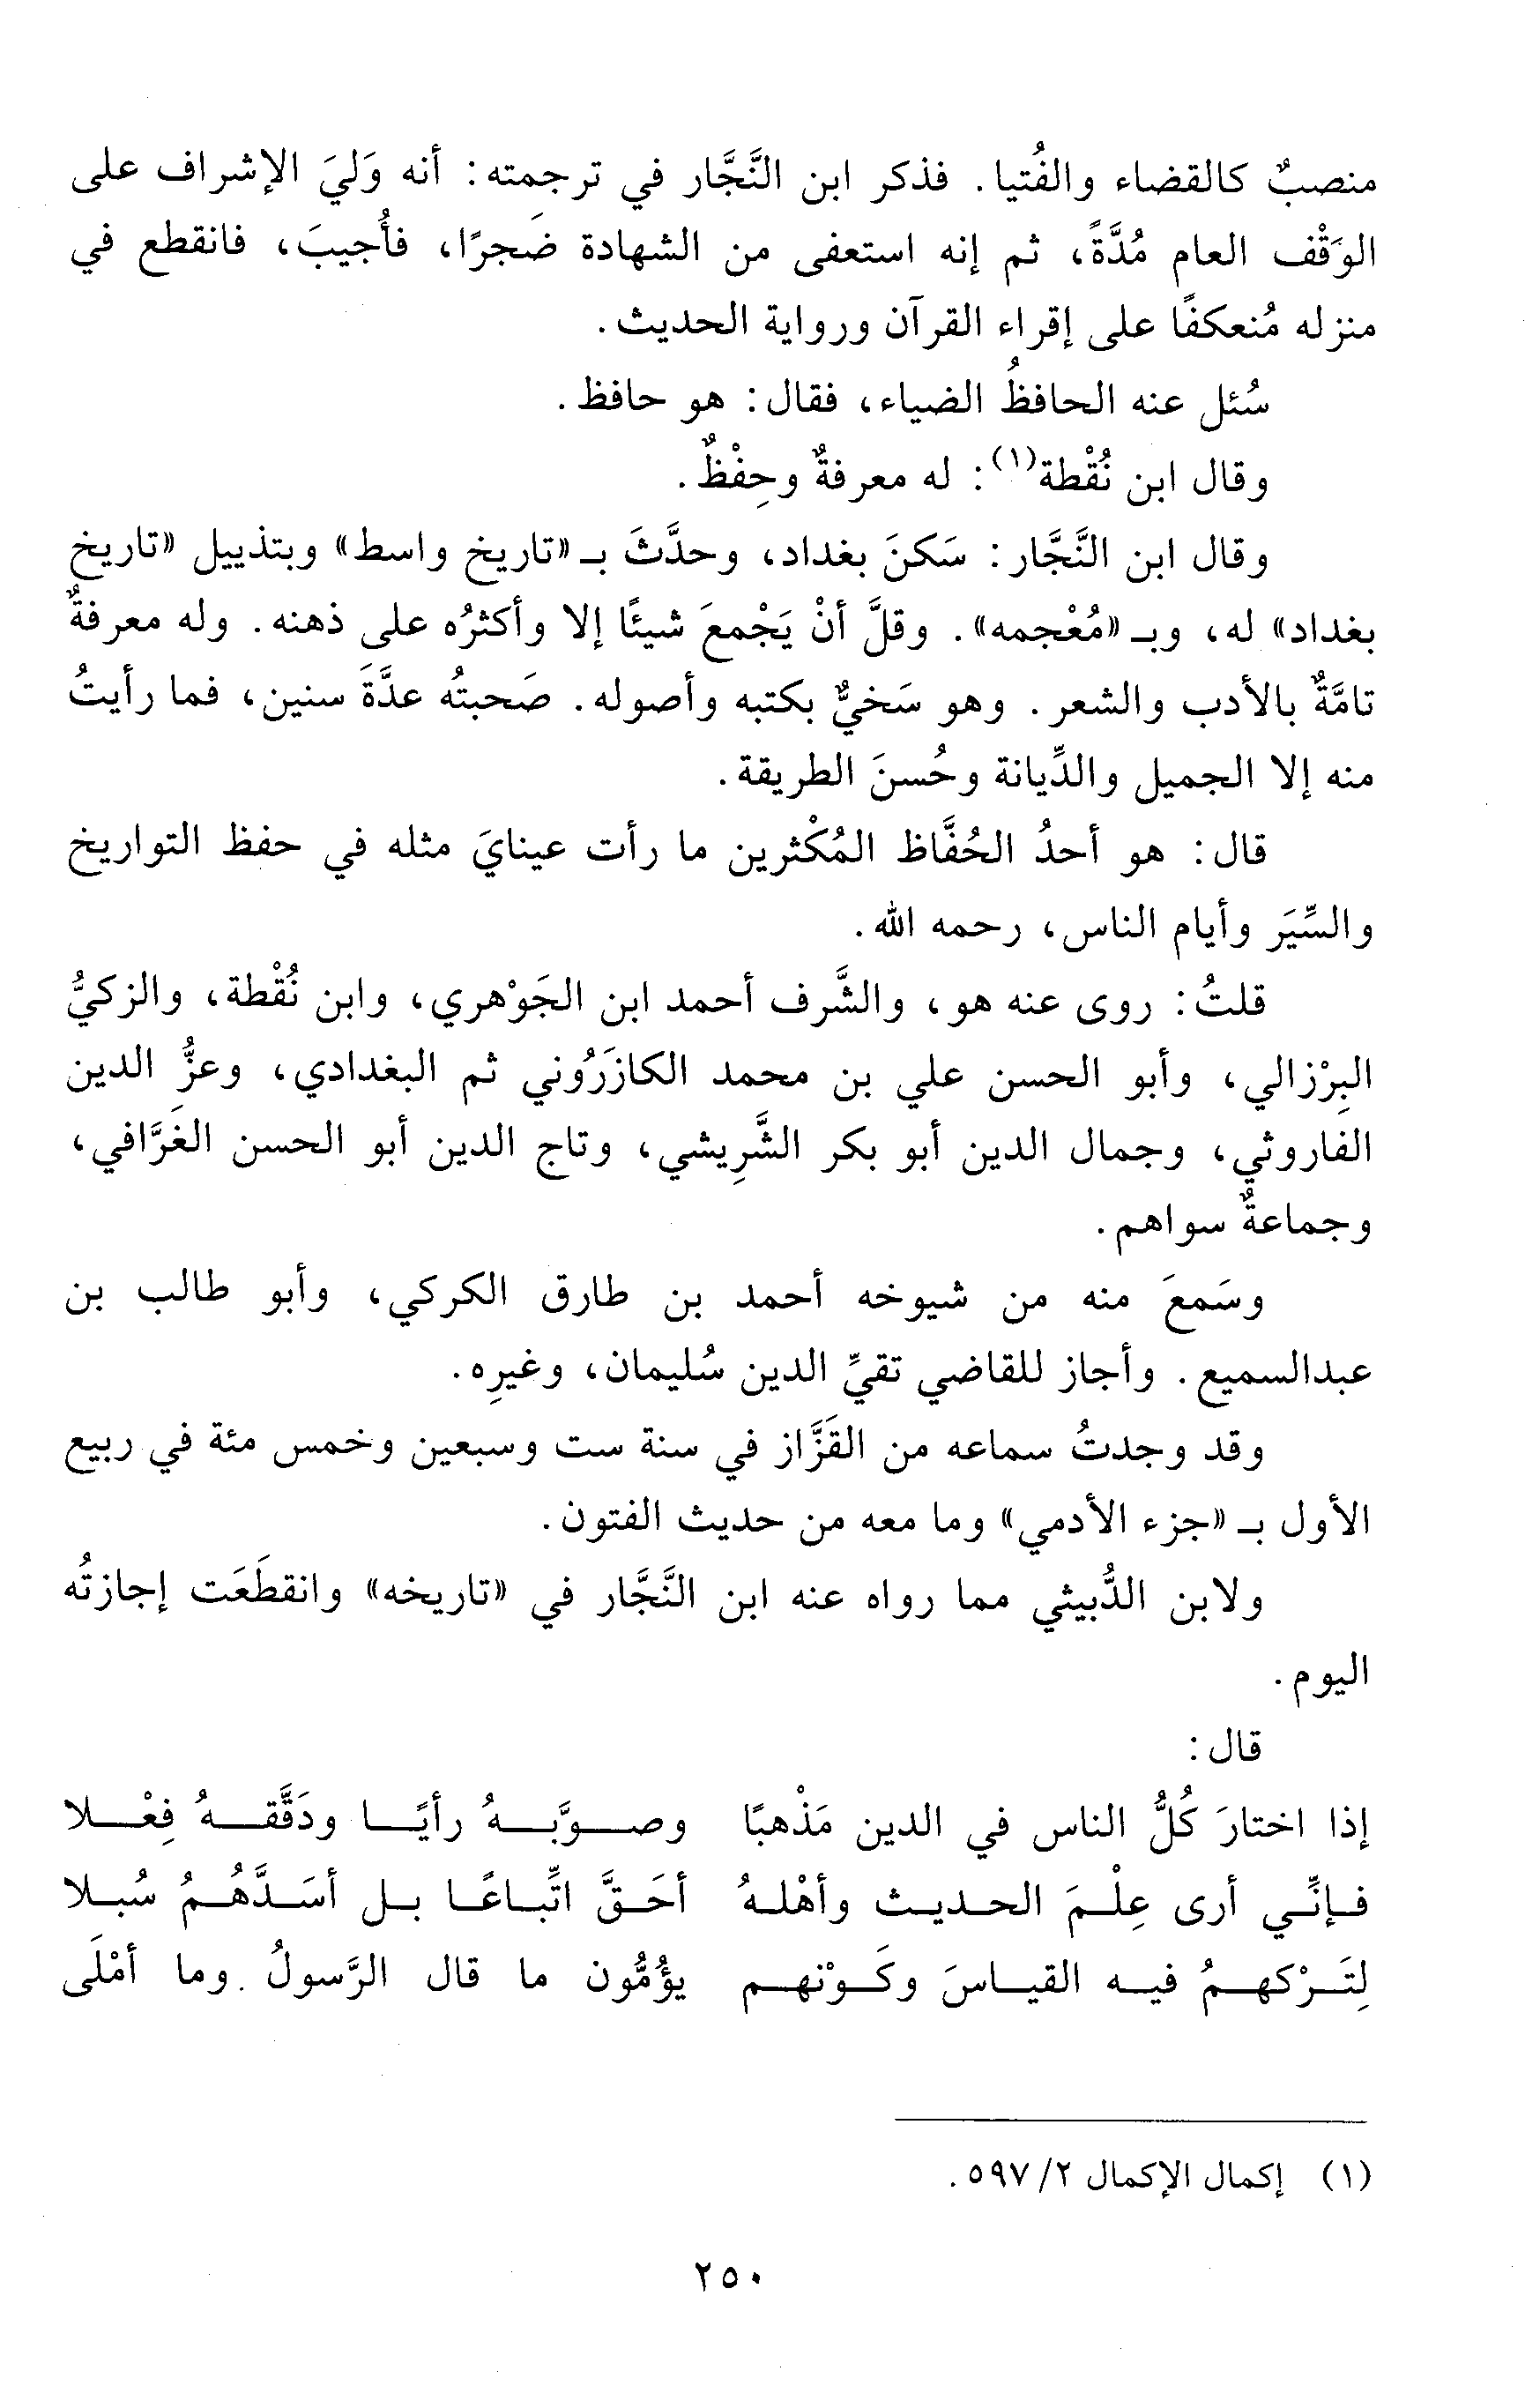 منصبٌ كالقضاء والفُتيا. فذكر ابن النَّجَّار في ترجمته: أنه وَليَ الإشراف على
الوَقْف العام مُدَّةً، ثم إنه استعفى من الشهادة ضَجرًا، فأُجيبَ، فانقطع في
منزله مُنعكفًا على إقراء القرآن ورواية الحديث.
سُئل عنه الحافظُ الضياء، فقال: هو حافظ.
وقال ابن نُقْطة(١): له معرفةٌ وحِفْظٌ.
وقال ابن النَّجَّار: سَكنَ بغداد، وحدَّثَ بـ «تاريخ واسط» وبتذييل «تاريخ
بغداد» له، وبـ «مُعْجمه». وقلَّ أنْ يَجْمعَ شيئًا إلا وأكثرُه على ذهنه. وله معرفةٌ
تامَّةٌ بالأدب والشعر. وهو سَخيٌّ بكتبه وأصوله. صَحبتُه عدَّةَ سنين، فما رأيتُ
منه إلا الجميل والدِّيانة وحُسنَ الطريقة.
قال: هو أحدُ الحُفَّاظ المُكْثرين ما رأت عينايَ مثله في حفظ التواريخ
والسِّيَر وأيام الناس، رحمه الله.
قلتُ: روى عنه هو، والشَّرف أحمد ابن الجَوْهري، وابن نُقْطة، والزكيُّ
البِرْزالي، وأبو الحسن علي بن محمد الكازَرُوني ثم البغدادي، وعزُّ الدين
الفاروثي، وجمال الدين أبو بكر الشَّرِيشي، وتاج الدين أبو الحسن الغَرَّافي،
وجماعةٌ سواهم.
وسَمعَ منه من شيوخه أحمد بن طارق الكركي، وأبو طالب بن
عبدالسميع. وأجاز للقاضي تقيِّ الدين سُليمان، وغيرِه.
وقد وجدتُ سماعه من القَزَّاز في سنة ست وسبعين وخمس مئة في ربيع
الأول بـ «جزء الأدمي» وما معه من حديث الفتون.
ولابن الدُّبيثي مما رواه عنه ابن النَّجَّار في «تاريخه» وانقطَعَت إجازتُه
اليوم.
قال:
إذا اختارَ كُلُّ الناس في الدين مَذْهبًا وصوَّبهُ رأيًا ودَقَّقهُ فِعْلا
فإنِّي أرى عِلْمَ الحديث وأهْلهُ أحَقَّ اتِّباعًا بل أسَدَّهُمُ سُبلا
لِتَرْكهمُ فيه القياسَ وكَوْنهم يؤُمُّون ما قال الرَّسولُ وما أمْلَى
(١) إكمال الإكمال ٢/ ٥٩٧.
٢٥٠